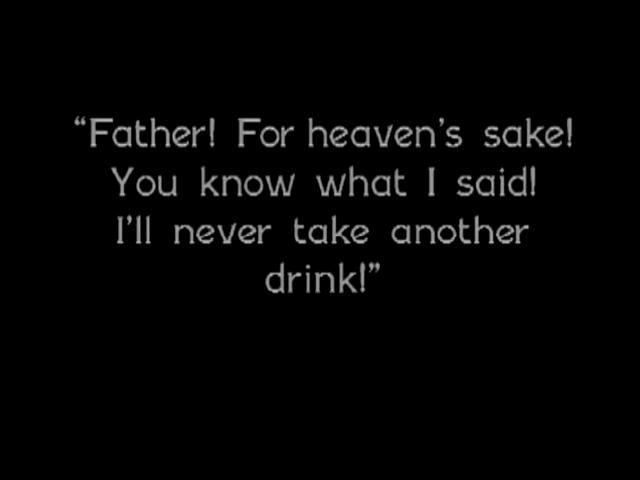 “Father! For heaven’s sake!
You know what I said!
I’ll never take another
drink!”